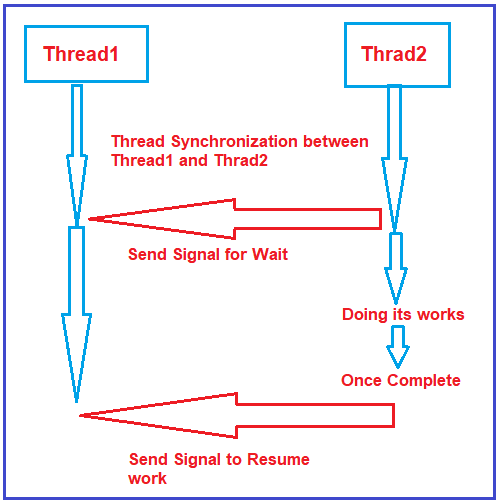 Thread1
Thrad2
Thread Synchronization between
Thread1 and Thrad2
Send Signal for Wait
Doing its works
Once Complete
Send Signal to Resume
work